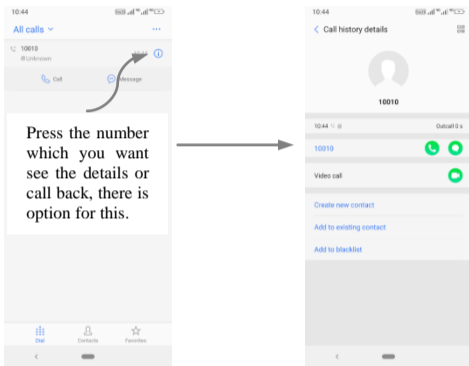 10:44
All calls
10010
Unknown
10:44
Call
Message
Press the number
which you want
see the details or
call back, there is
option for this.
Dial
Contacts
Favorites
10:44
Call history details
10010
10:44
Outcall 0 s
10010
Video call
Create new contact
Add to existing contact
Add to blacklist